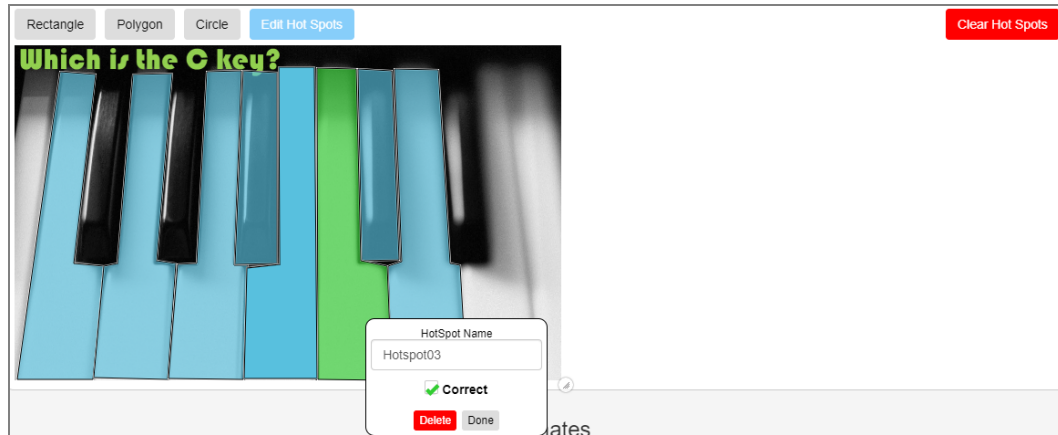 Rectangle Polygon Circle Edit Hot Spots Clear Hot Spots
Which is the C key?
HotSpot Name
Hotspot03
Correct
Delete Done